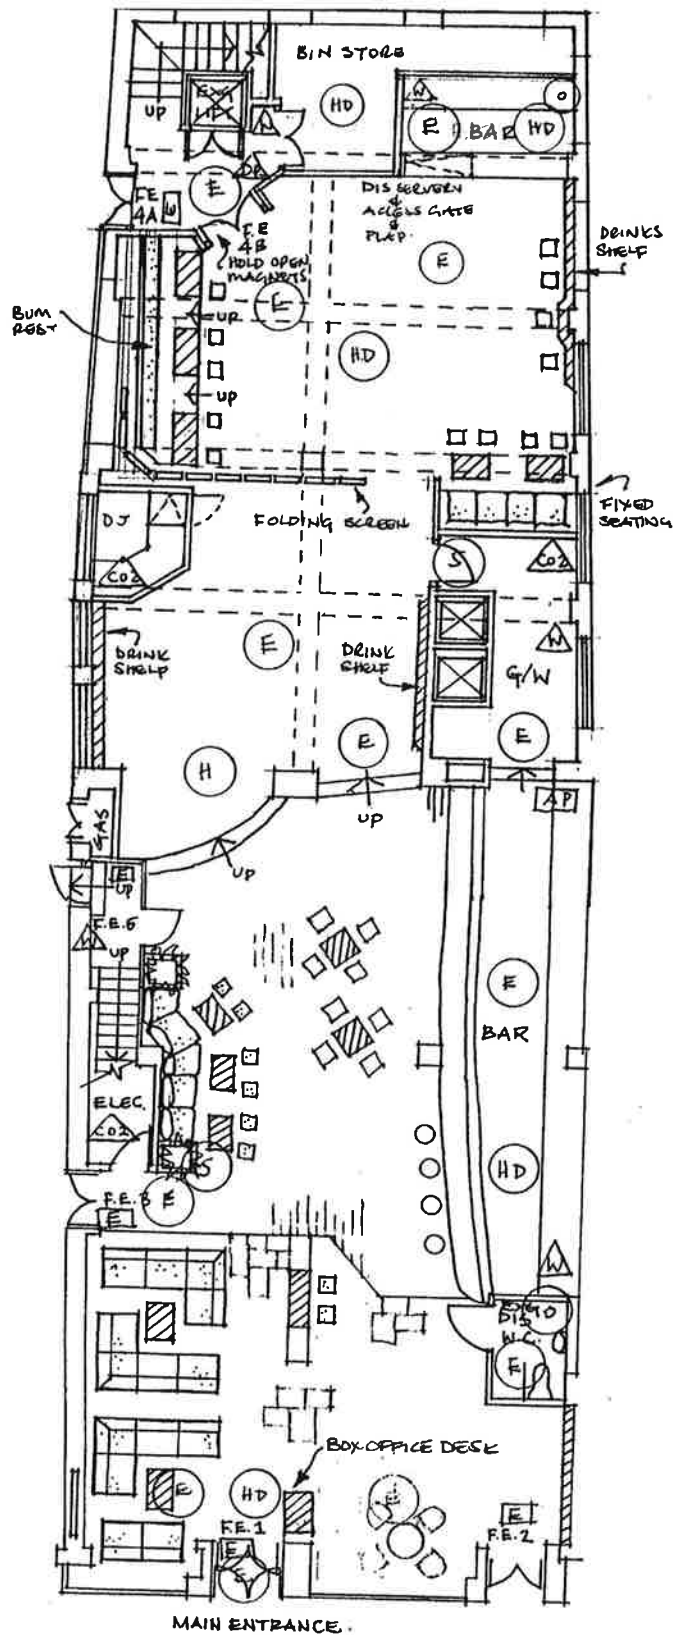 BIN STORE
HD
W
UP
E
BAR
HD
W
E
F.E
4A
F.E
4B
HOLD OPEN
MAGNETS
DIS SERVERY
&
ACCESS GATE
& FLAP.
DRINKS
SHELF
E
E
BUM
REST
UP
HD
UP
FIXED
SEATING
FOLDING SCREEN
DJ
CO2
S
CO2
W
E
DRINK
SHELF
DRINK
SHELF
G/W
E
E
H
AP
GAS
UP
UP
UP
E
F.E.5
W
UP
E
BAR
ELEC.
CO2
S
HD
F.E.3
E
E
W
DIS
W.C.
E
BOX OFFICE DESK
E
HD
E
E
F.E.1
E
F.E.2
E
MAIN ENTRANCE.